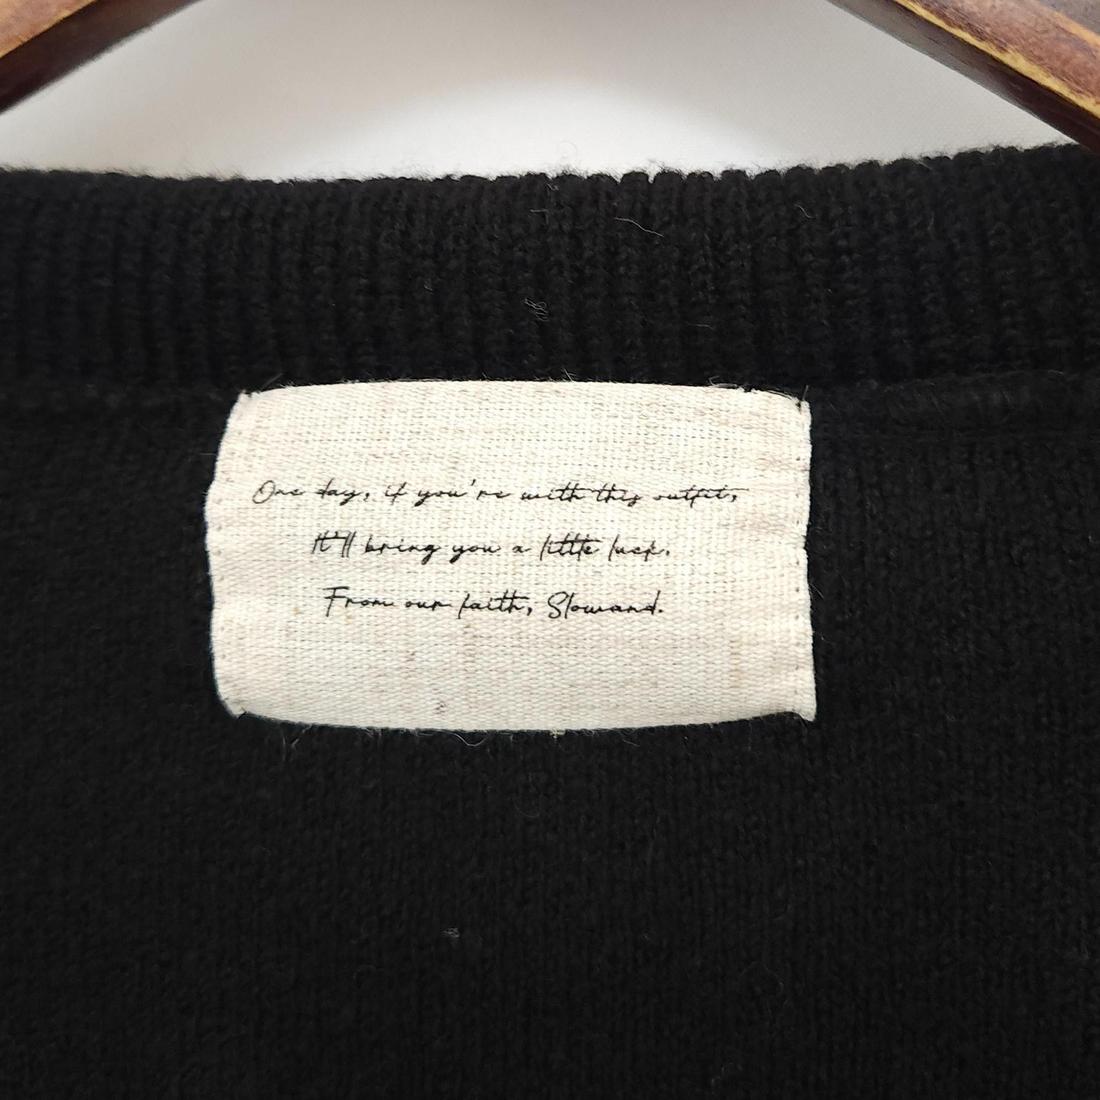 One day, if you're with this outfit,
It'll bring you a little luck.
From our faith, Slowand.